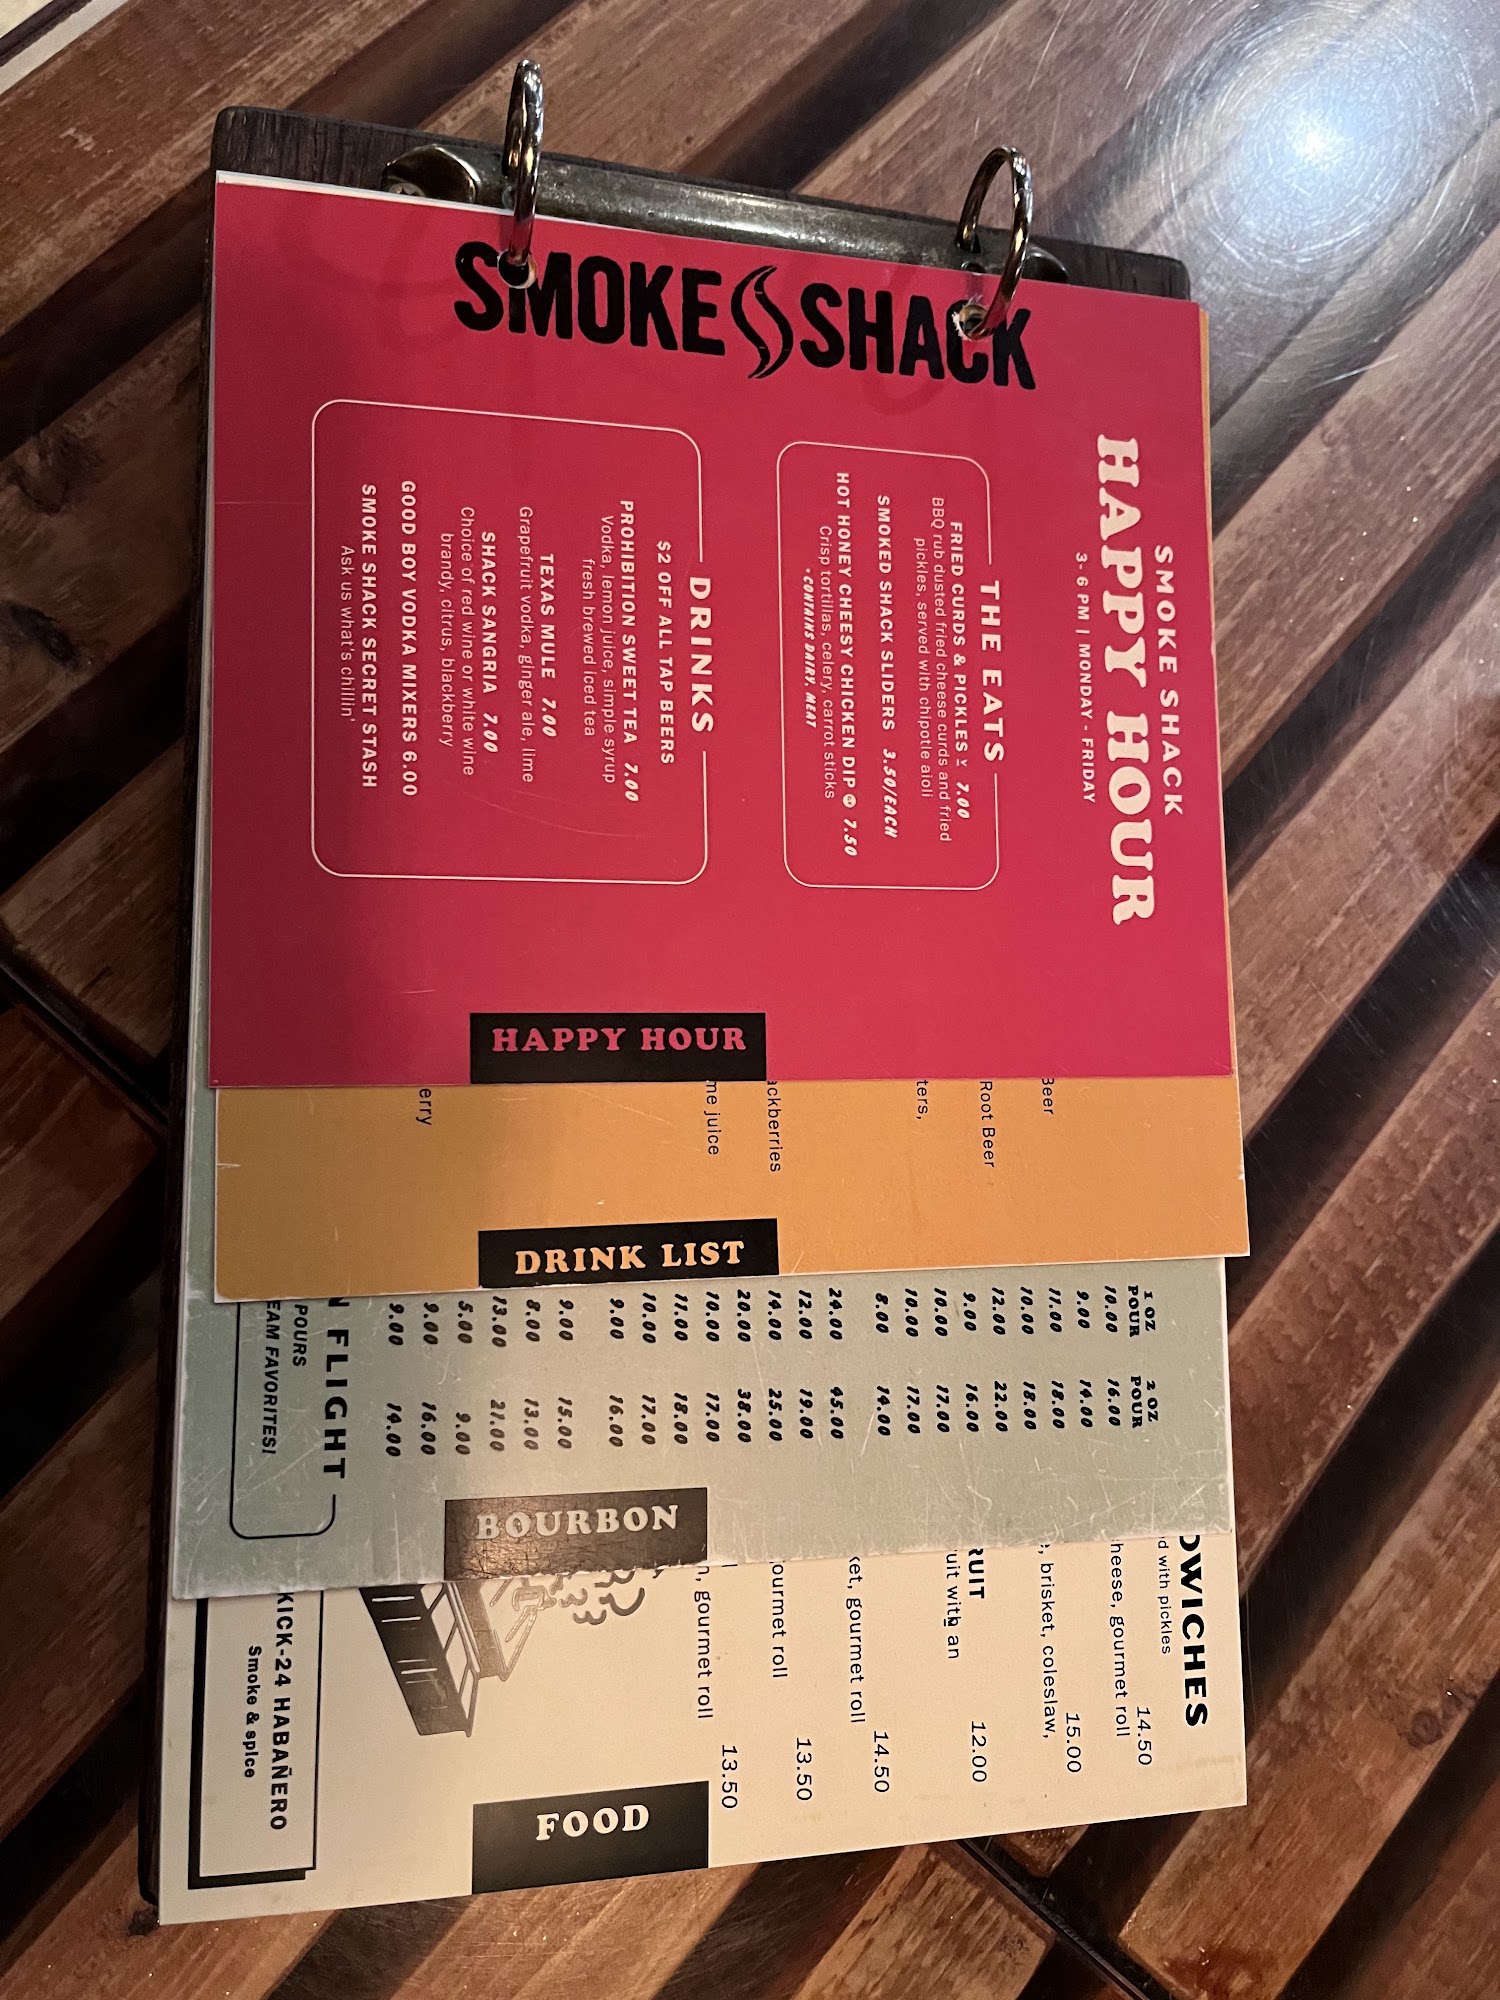 SMOKE SHACK
SMOKE SHACK
HAPPY HOUR
3- 6 PM | MONDAY - FRIDAY
THE EATS
FRIED CURDS & PICKLES V 7.00
BBQ rub dusted fried cheese curds and fried
pickles, served with chipotle aioli
SMOKED SHACK SLIDERS 3.50/EACH
HOT HONEY CHEESY CHICKEN DIP 7.50
Crisp tortillas, celery, carrot sticks
*CONTAINS DAIRY, MEAT
DRINKS
$2 OFF ALL TAP BEERS
PROHIBITION SWEET TEA 7.00
Vodka, lemon juice, simple syrup
fresh brewed iced tea
TEXAS MULE 7.00
Grapefruit vodka, ginger ale, lime
SHACK SANGRIA 7.00
Choice of red wine or white wine
brandy, citrus, blackberry
GOOD BOY VODKA MIXERS 6.00
SMOKE SHACK SECRET STASH
Ask us what's chillin'
HAPPY HOUR
Beer
Root Beer
ters,
ackberries
me juice
erry
DRINK LIST
1 OZ POUR 2 OZ POUR
10.00 16.00
9.00 14.00
11.00 18.00
10.00 18.00
12.00 22.00
9.00 16.00
10.00 17.00
10.00 17.00
8.00 14.00
24.00 45.00
12.00 19.00
14.00 25.00
20.00 38.00
10.00 17.00
11.00 18.00
10.00 17.00
9.00 16.00
9.00 15.00
8.00 13.00
13.00 21.00
5.00 9.00
9.00 16.00
9.00 14.00
N FLIGHT
POURS
EAM FAVORITES!
BOURBON
DWICHES
d with pickles
14.50
heese, gourmet roll
15.00
, brisket, coleslaw,
RUIT 12.00
uit with an
14.50
ket, gourmet roll
13.50
ourmet roll
13.50
n, gourmet roll
KICK-24 HABAÑERO
Smoke & spice
FOOD